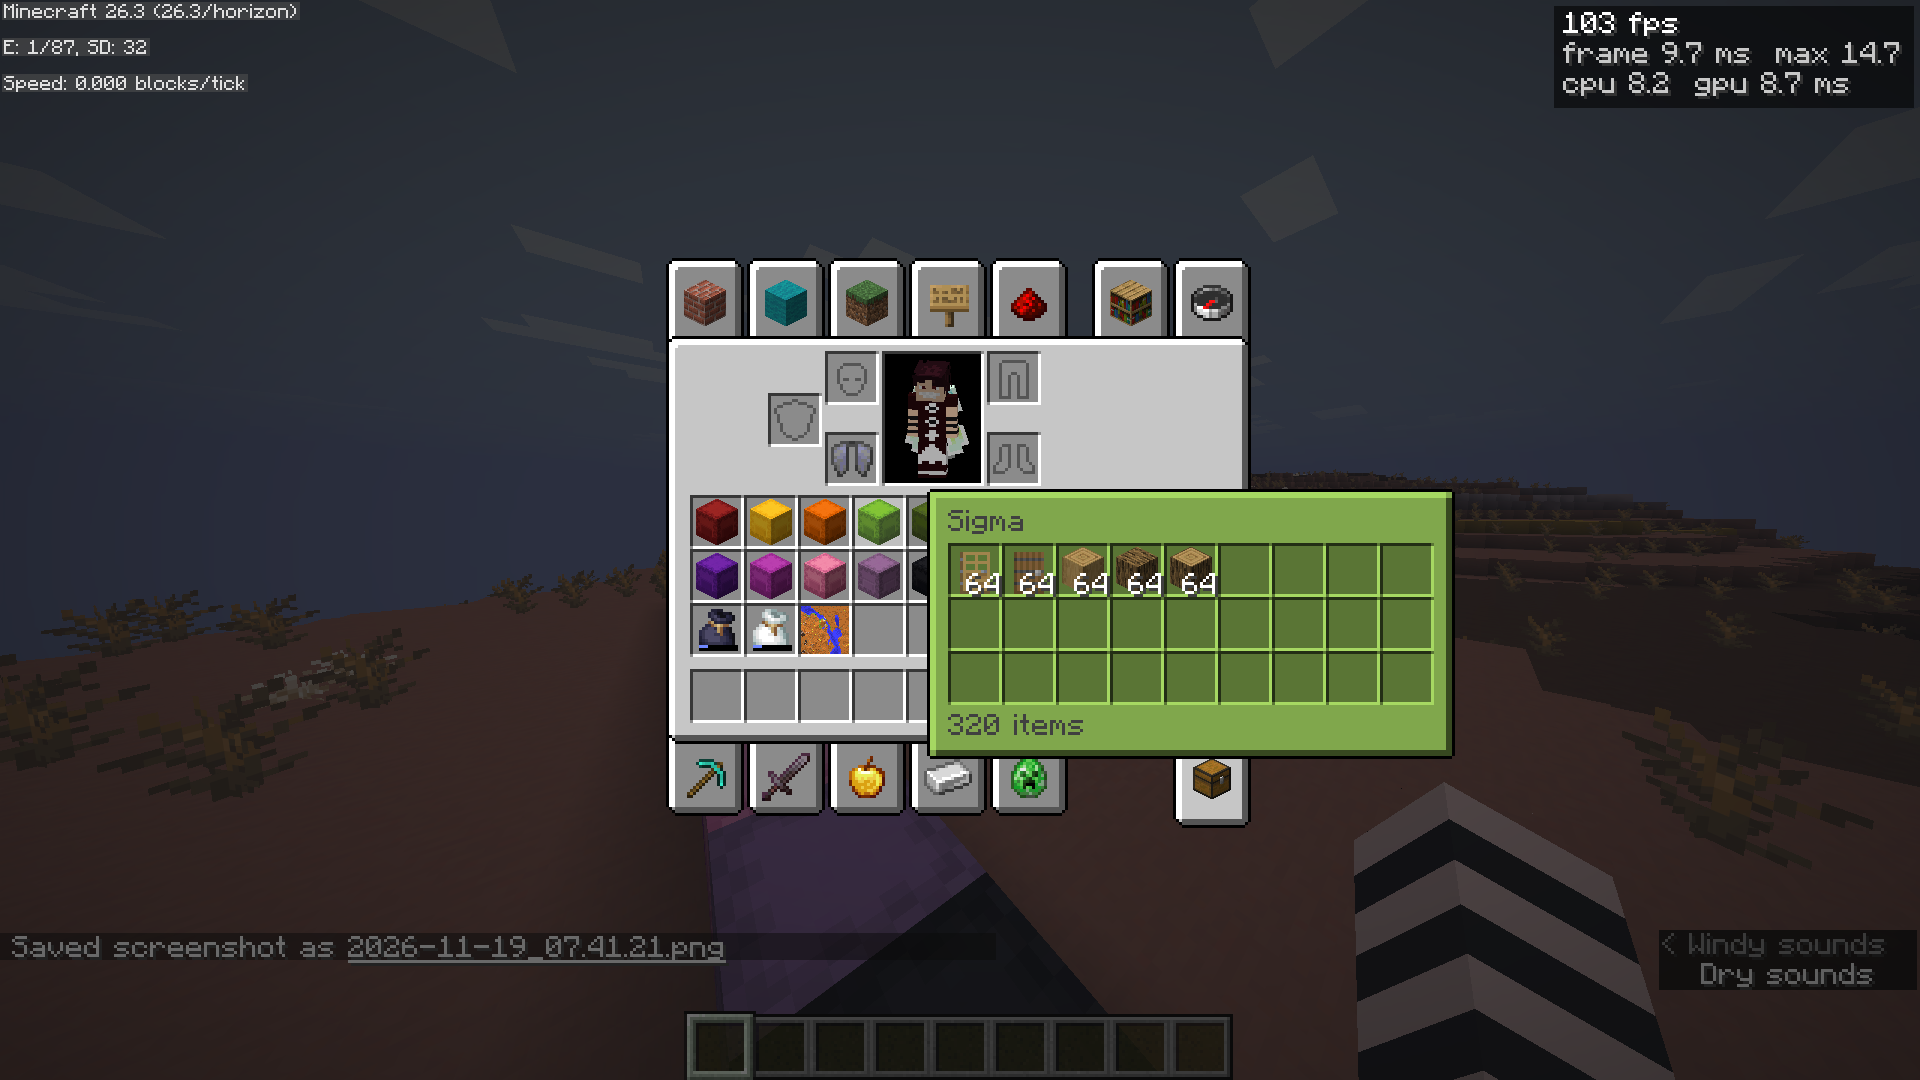 Minecraft 26.3 (26.3/horizon)
E: 1/87, SD: 32
Speed: 0.000 blocks/tick
103 fps
frame 9.7 ms max 14.7
cpu 8.2 gpu 8.7 ms
Sigma
64 64 64 64 64
320 items
Saved screenshot as 2026-11-19_07.41.21.png
< Windy sounds
Dry sounds